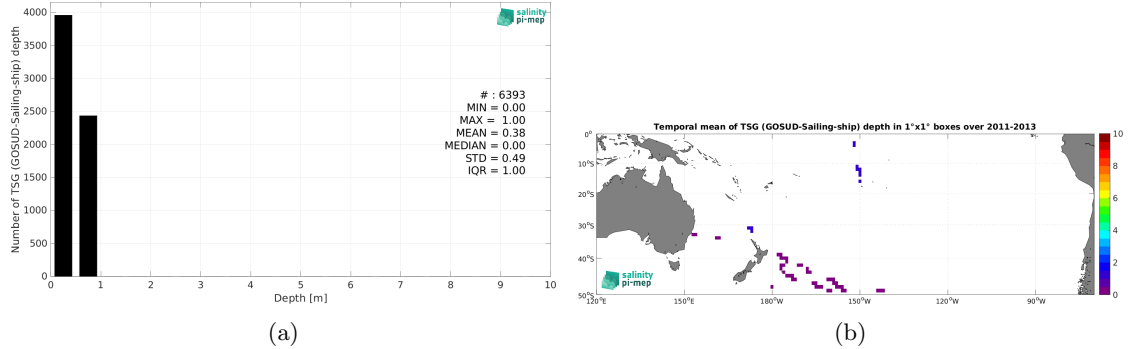 salinity
pi-mep
Number of TSG (GOSUD-Sailing-ship) depth
4000
3500
3000
2500
2000
1500
1000
500
0
# : 6393
MIN = 0.00
MAX = 1.00
MEAN = 0.38
MEDIAN = 0.00
STD = 0.49
IQR = 1.00
0 1 2 3 4 5 6 7 8 9 10
Depth [m]
(a)
Temporal mean of TSG (GOSUD-Sailing-ship) depth in 1°x1° boxes over 2011-2013
0°
10°S
20°S
30°S
40°S
50°S
120°E 150°E 180°W 150°W 120°W 90°W
salinity
pi-mep
10
8
6
4
2
0
(b)